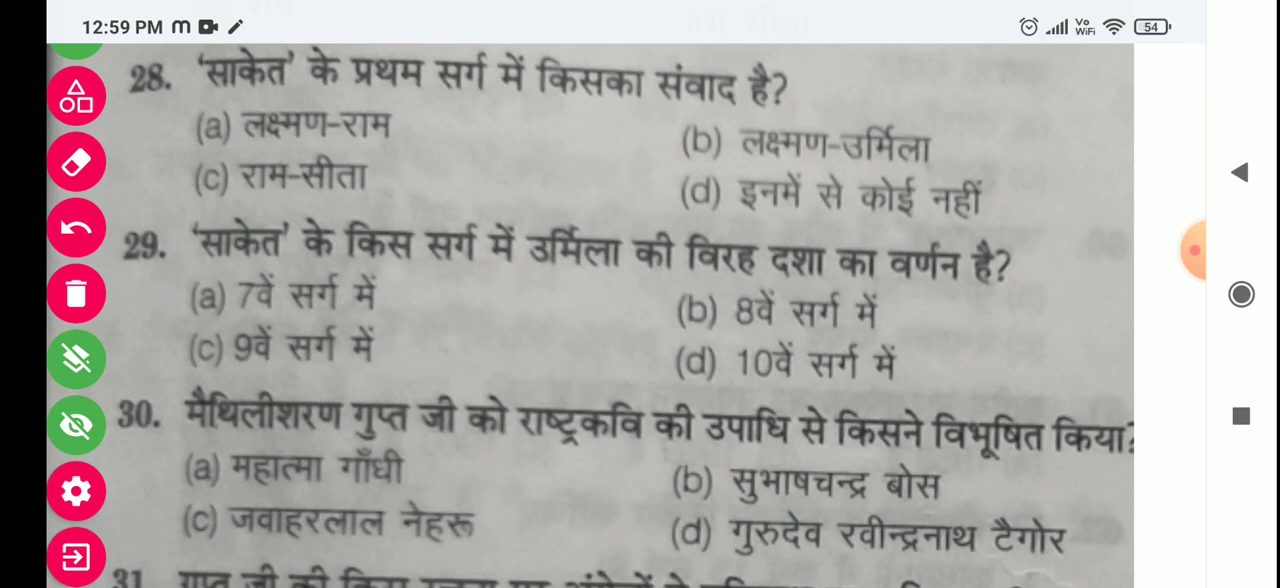 12:59 PM
Vo WiFi 54
28. 'साकेत' के प्रथम सर्ग में किसका संवाद है?
(a) लक्ष्मण-राम (b) लक्ष्मण-उर्मिला
(c) राम-सीता (d) इनमें से कोई नहीं
29. 'साकेत' के किस सर्ग में उर्मिला की विरह दशा का वर्णन है?
(a) 7वें सर्ग में (b) 8वें सर्ग में
(c) 9वें सर्ग में (d) 10वें सर्ग में
30. मैथिलीशरण गुप्त जी को राष्ट्रकवि की उपाधि से किसने विभूषित किया?
(a) महात्मा गाँधी (b) सुभाषचन्द्र बोस
(c) जवाहरलाल नेहरू (d) गुरुदेव रवीन्द्रनाथ टैगोर
31 गुप्त जी की